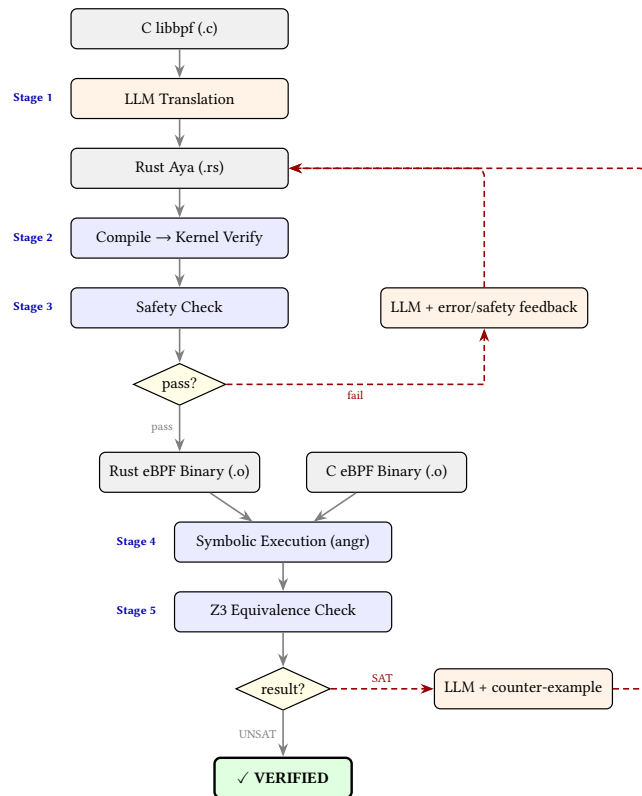 C libbpf (.c)
Stage 1
LLM Translation
Rust Aya (.rs)
Stage 2
Compile → Kernel Verify
Stage 3
Safety Check
LLM + error/safety feedback
pass?
fail
pass
Rust eBPF Binary (.o)
C eBPF Binary (.o)
Stage 4
Symbolic Execution (angr)
Stage 5
Z3 Equivalence Check
result?
SAT
LLM + counter-example
UNSAT
✓ VERIFIED